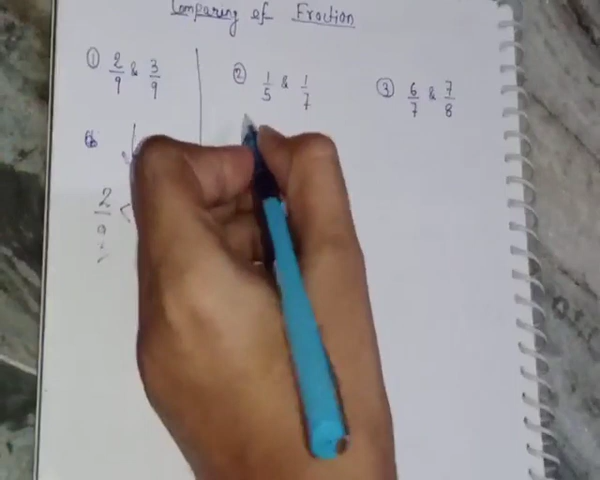 Comparing of Fraction
① 2/9 & 3/9
② 1/5 & 1/7
③ 6/7 & 7/8
2/9 <